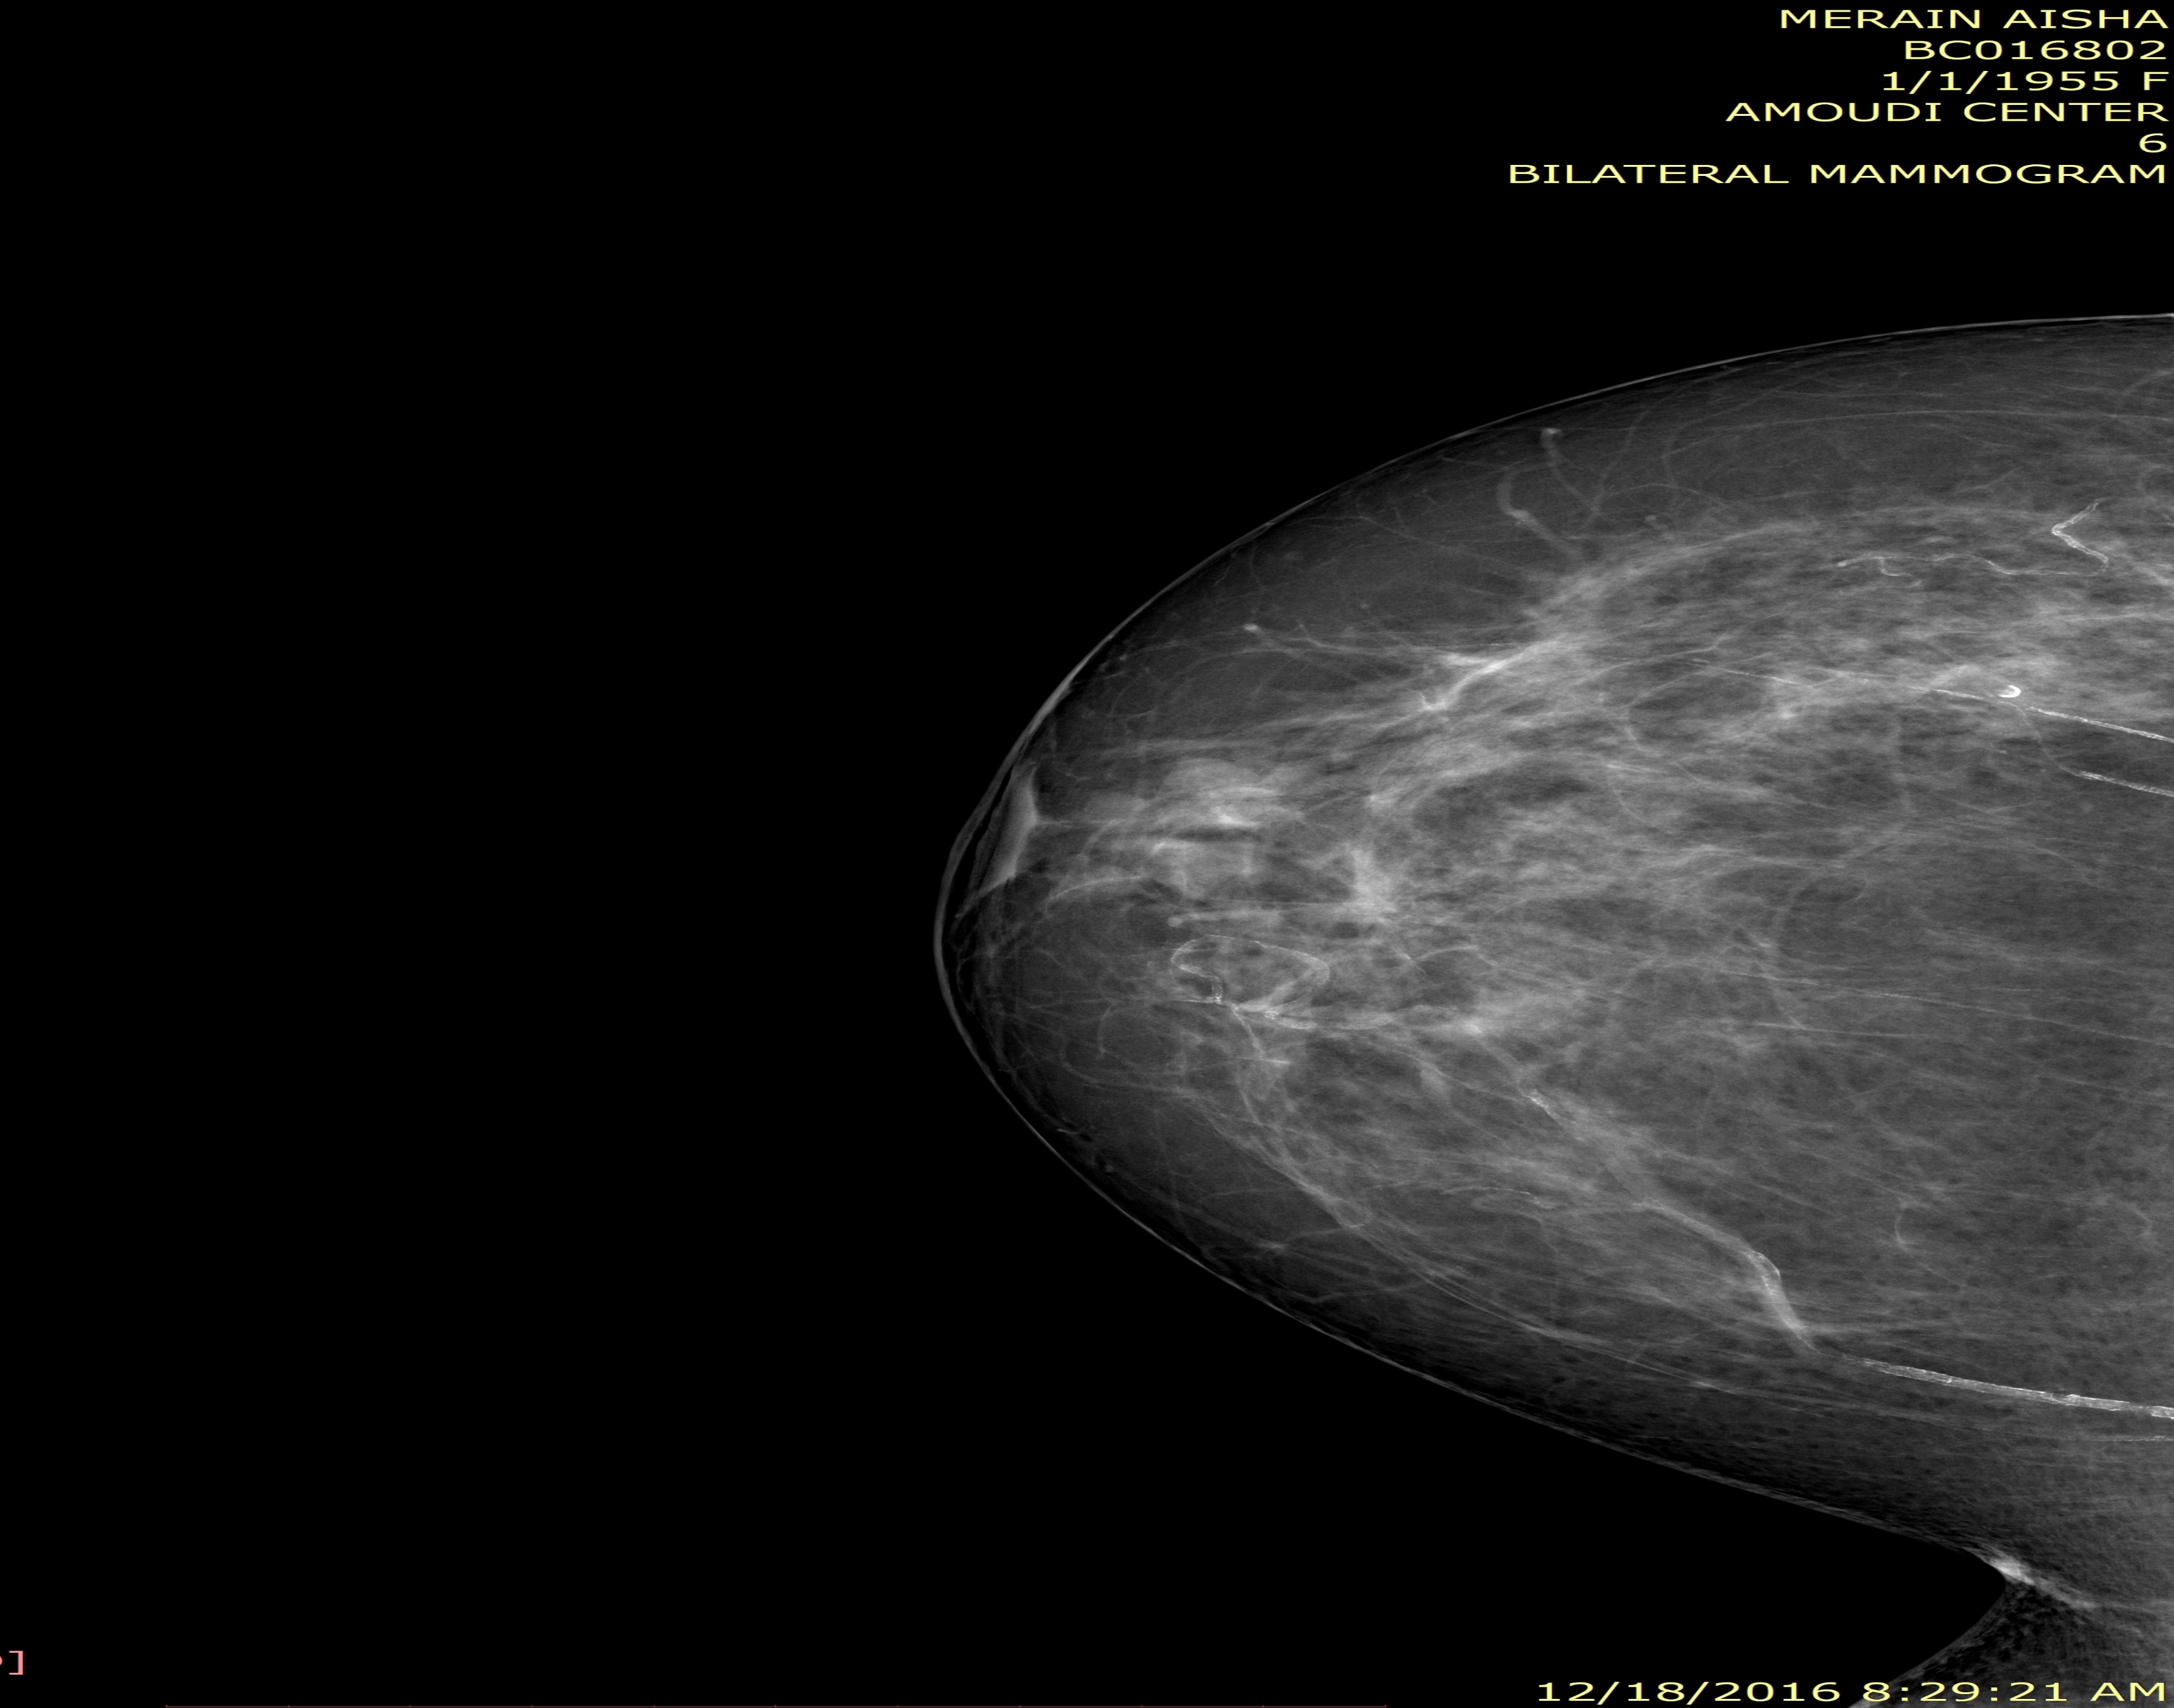 MERAIN AISHA
BC016802
1/1/1955 F
AMOUDI CENTER
6
BILATERAL MAMMOGRAM
]
12/18/2016 8:29:21 AM